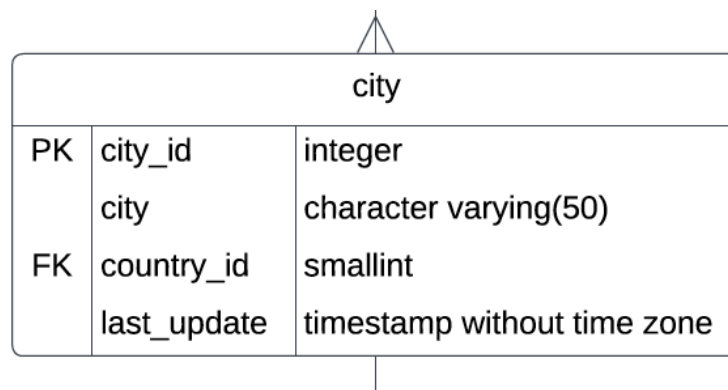 city
PK city_id integer
city character varying(50)
FK country_id smallint
last_update timestamp without time zone